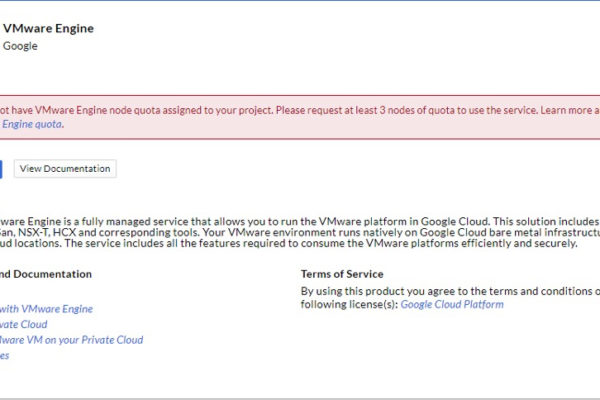 VMware Engine
Google
ot have VMware Engine node quota assigned to your project. Please request at least 3 nodes of quota to use the service. Learn more a
Engine quota.
View Documentation
ware Engine is a fully managed service that allows you to run the VMware platform in Google Cloud. This solution includes
San, NSX-T, HCX and corresponding tools. Your VMware environment runs natively on Google Cloud bare metal infrastructu
ud locations. The service includes all the features required to consume the VMware platforms efficiently and securely.
nd Documentation
with VMware Engine
vate Cloud
ware VM on your Private Cloud
es
Terms of Service
By using this product you agree to the terms and conditions o
following license(s): Google Cloud Platform